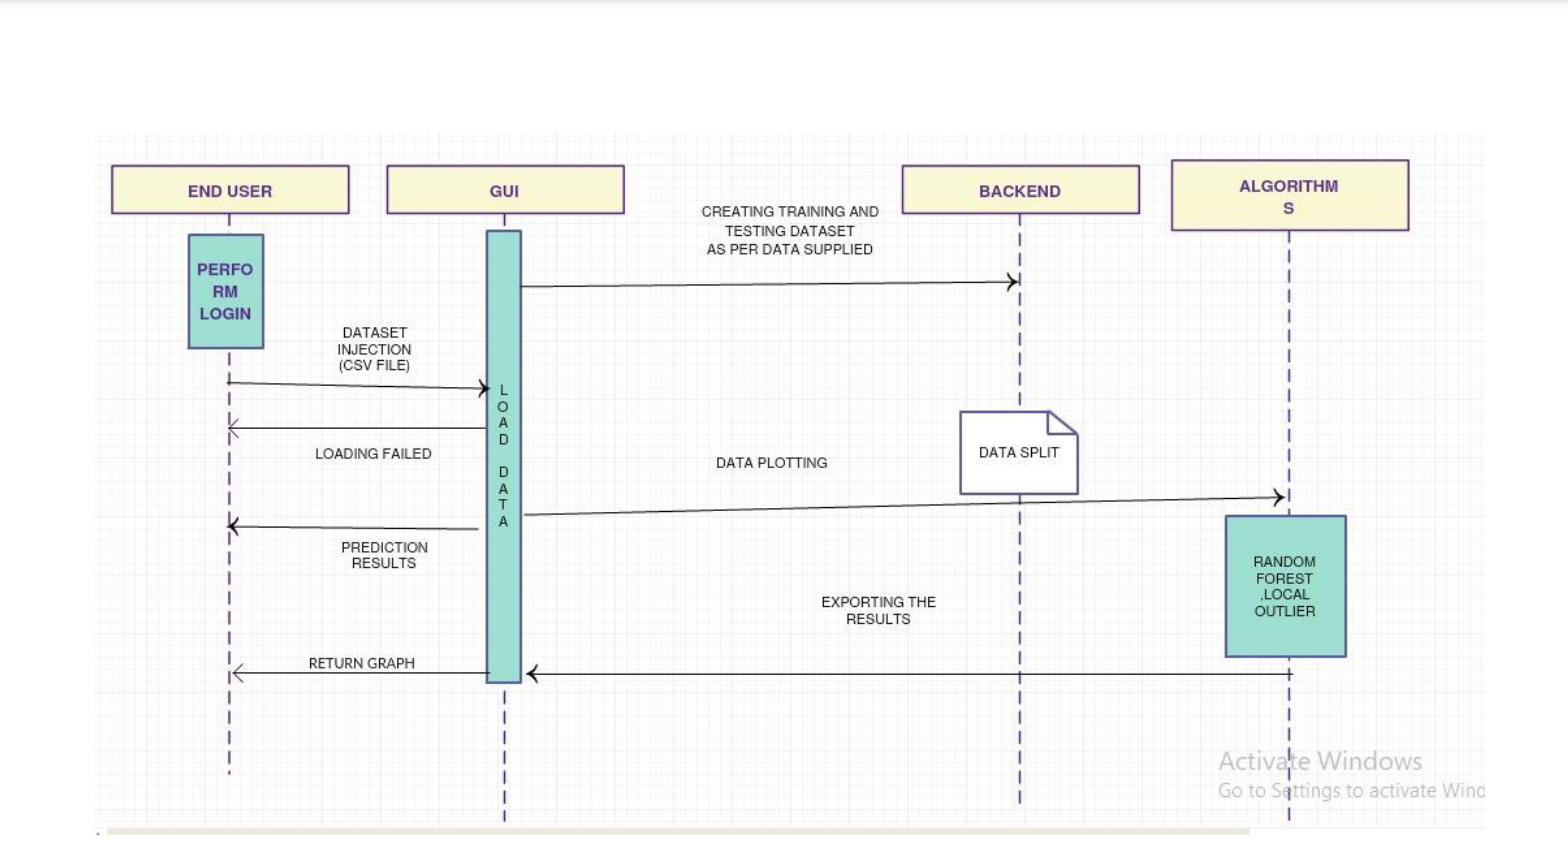 END USER
GUI
BACKEND
ALGORITHM
S
CREATING TRAINING AND
TESTING DATASET
AS PER DATA SUPPLIED
PERFO
RM
LOGIN
DATASET
INJECTION
(CSV FILE)
L
O
A
D
D
A
T
A
LOADING FAILED
DATA PLOTTING
DATA SPLIT
PREDICTION
RESULTS
RANDOM
FOREST
,LOCAL
OUTLIER
EXPORTING THE
RESULTS
RETURN GRAPH
Activate Windows
Go to Settings to activate Wind